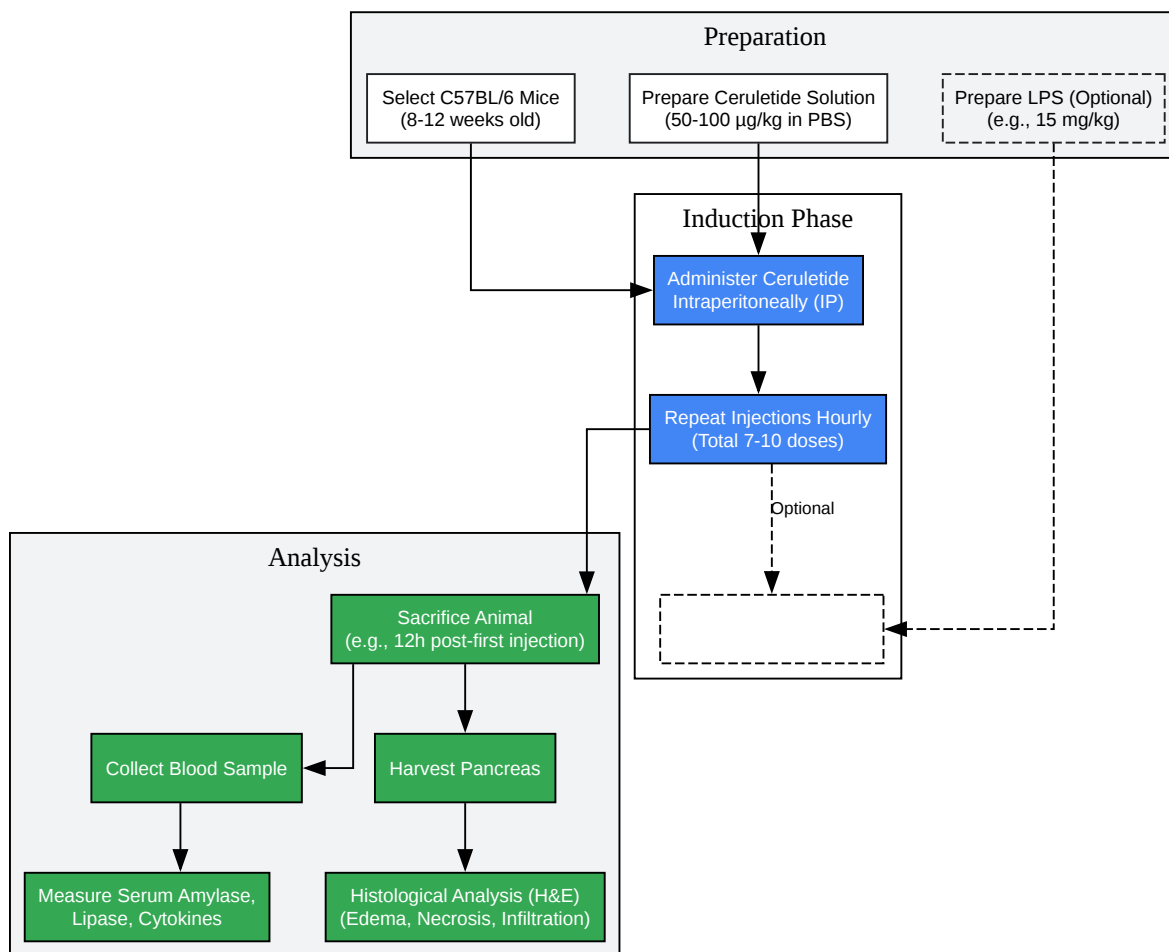 Preparation
Select C57BL/6 Mice
(8-12 weeks old)
Prepare Ceruletide Solution
(50-100 µg/kg in PBS)
Prepare LPS (Optional)
(e.g., 15 mg/kg)
Induction Phase
Administer Ceruletide
Intraperitoneally (IP)
Repeat Injections Hourly
(Total 7-10 doses)
Optional
Analysis
Sacrifice Animal
(e.g., 12h post-first injection)
Collect Blood Sample
Harvest Pancreas
Measure Serum Amylase,
Lipase, Cytokines
Histological Analysis (H&E)
(Edema, Necrosis, Infiltration)